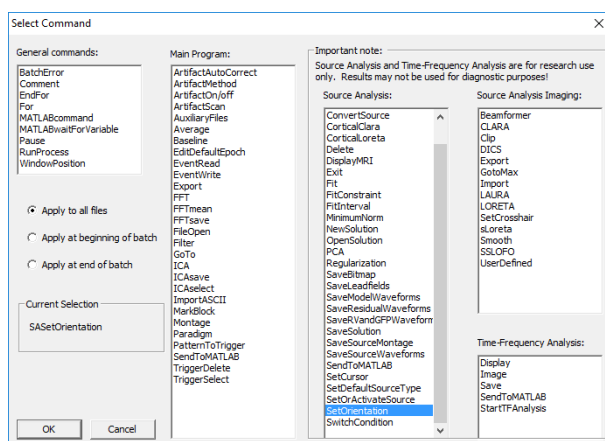 Select Command
General commands:
BatchError
Comment
EndFor
For
MATLABcommand
MATLABwaitForVariable
Pause
RunProcess
WindowPosition
Apply to all files
Apply at beginning of batch
Apply at end of batch
Current Selection
SASetOrientation
OK
Cancel
Main Program:
ArtifactAutoCorrect
ArtifactMethod
ArtifactOn/off
ArtifactScan
AuxiliaryFiles
Average
Baseline
EditDefaultEpoch
EventRead
EventWrite
Export
FFT
FFTmean
FFTsave
FileOpen
Filter
GoTo
ICA
ICAsave
ICAselect
ImportASCII
MarkBlock
Montage
Paradigm
PatternToTrigger
SendToMATLAB
TriggerDelete
TriggerSelect
Important note:
Source Analysis and Time-Frequency Analysis are for research use
only. Results may not be used for diagnostic purposes!
Source Analysis:
ConvertSource
CorticalClara
CorticalLoreta
Delete
DisplayMRI
Exit
Fit
FitConstraint
FitInterval
MinimumNorm
NewSolution
OpenSolution
PCA
Regularization
SaveBitmap
SaveLeadfields
SaveModelWaveforms
SaveResidualWaveforms
SaveRVandGFPWaveform
SaveSolution
SaveSourceMontage
SaveSourceWaveforms
SendToMATLAB
SetCursor
SetDefaultSourceType
SetOrActivateSource
SetOrientation
SwitchCondition
Source Analysis Imaging:
Beamformer
CLARA
Clip
DICS
Export
GotoMax
Import
LAURA
LORETA
SetCrosshair
sLoreta
Smooth
SSLOFO
UserDefined
Time-Frequency Analysis:
Display
Image
Save
SendToMATLAB
StartTFAnalysis